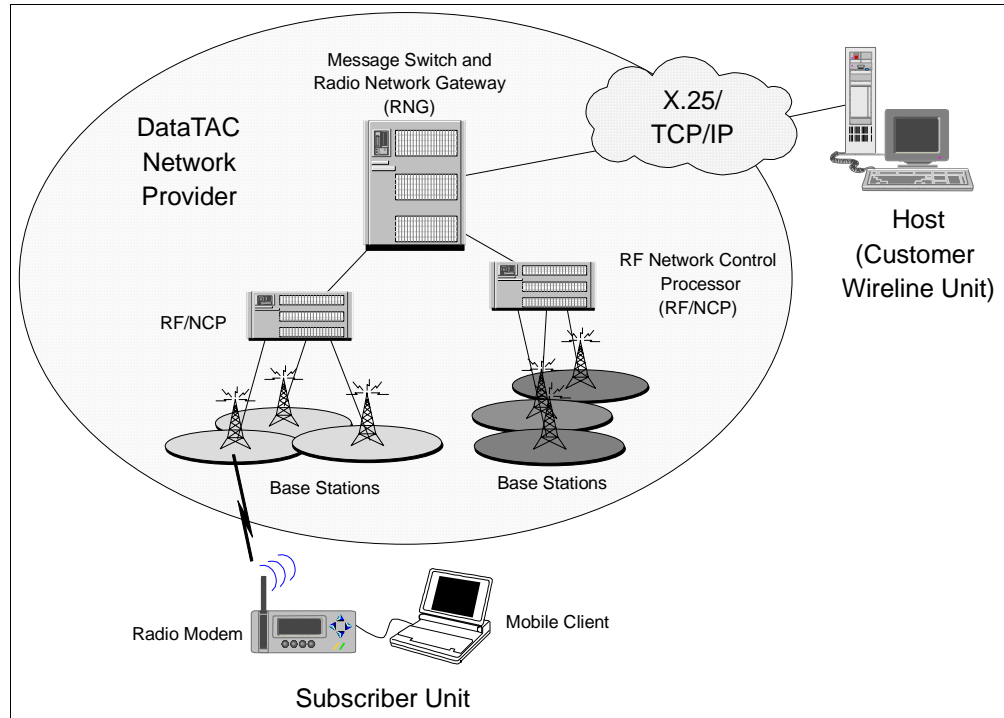 Message Switch and
Radio Network Gateway
(RNG)
X.25/
TCP/IP
DataTAC
Network
Provider
Host
(Customer
Wireline Unit)
RF Network Control
Processor
(RF/NCP)
RF/NCP
Base Stations
Base Stations
Radio Modem
Mobile Client
Subscriber Unit